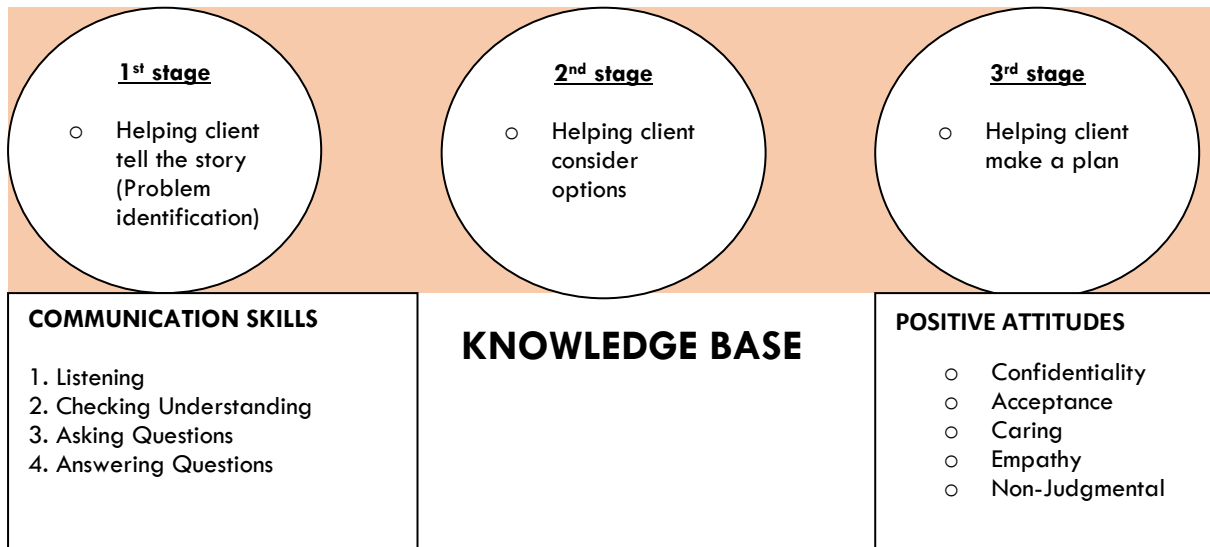 1st stage
○ Helping client
tell the story
(Problem
identification)
2nd stage
○ Helping client
consider
options
3rd stage
○ Helping client
make a plan
COMMUNICATION SKILLS
1. Listening
2. Checking Understanding
3. Asking Questions
4. Answering Questions
KNOWLEDGE BASE
POSITIVE ATTITUDES
○ Confidentiality
○ Acceptance
○ Caring
○ Empathy
○ Non-Judgmental